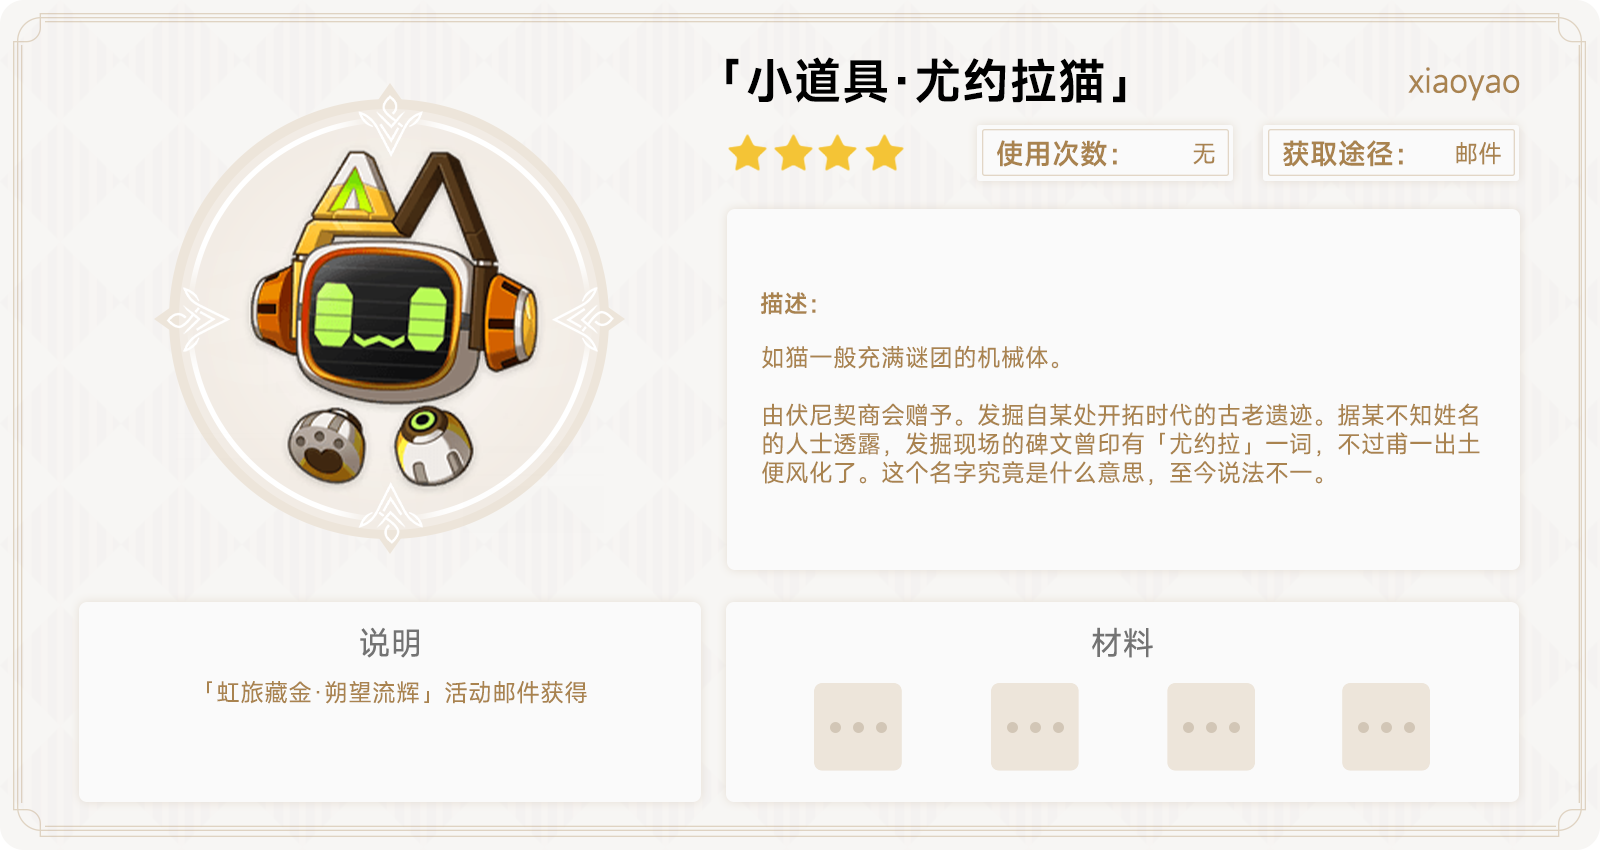 「小道具·尤约拉猫」
xiaoyao
使用次数：
无
获取途径：
邮件
描述：
如猫一般充满谜团的机械体。
由伏尼契商会赠予。发掘自某处开拓时代的古老遗迹。据某不知姓名
的人士透露，发掘现场的碑文曾印有「尤约拉」一词，不过甫一出土
便风化了。这个名字究竟是什么意思，至今说法不一。
说明
「虹旅藏金·朔望流辉」活动邮件获得
材料